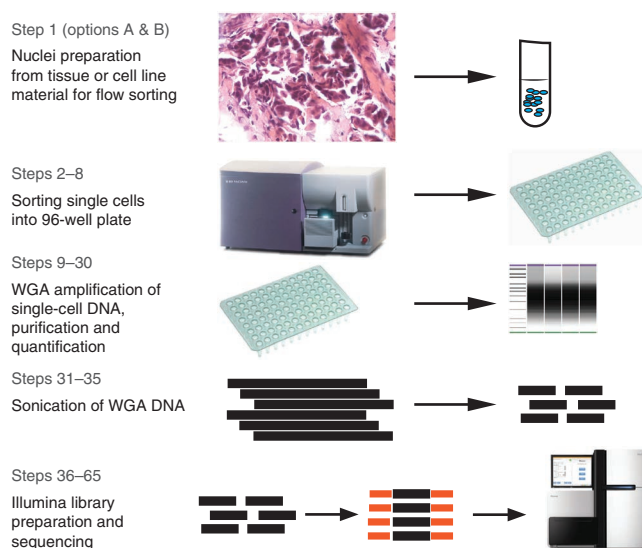 Step 1 (options A & B)
Nuclei preparation
from tissue or cell line
material for flow sorting
Steps 2–8
Sorting single cells
into 96-well plate
Steps 9–30
WGA amplification of
single-cell DNA,
purification and
quantification
Steps 31–35
Sonication of WGA DNA
Steps 36–65
Illumina library
preparation and
sequencing